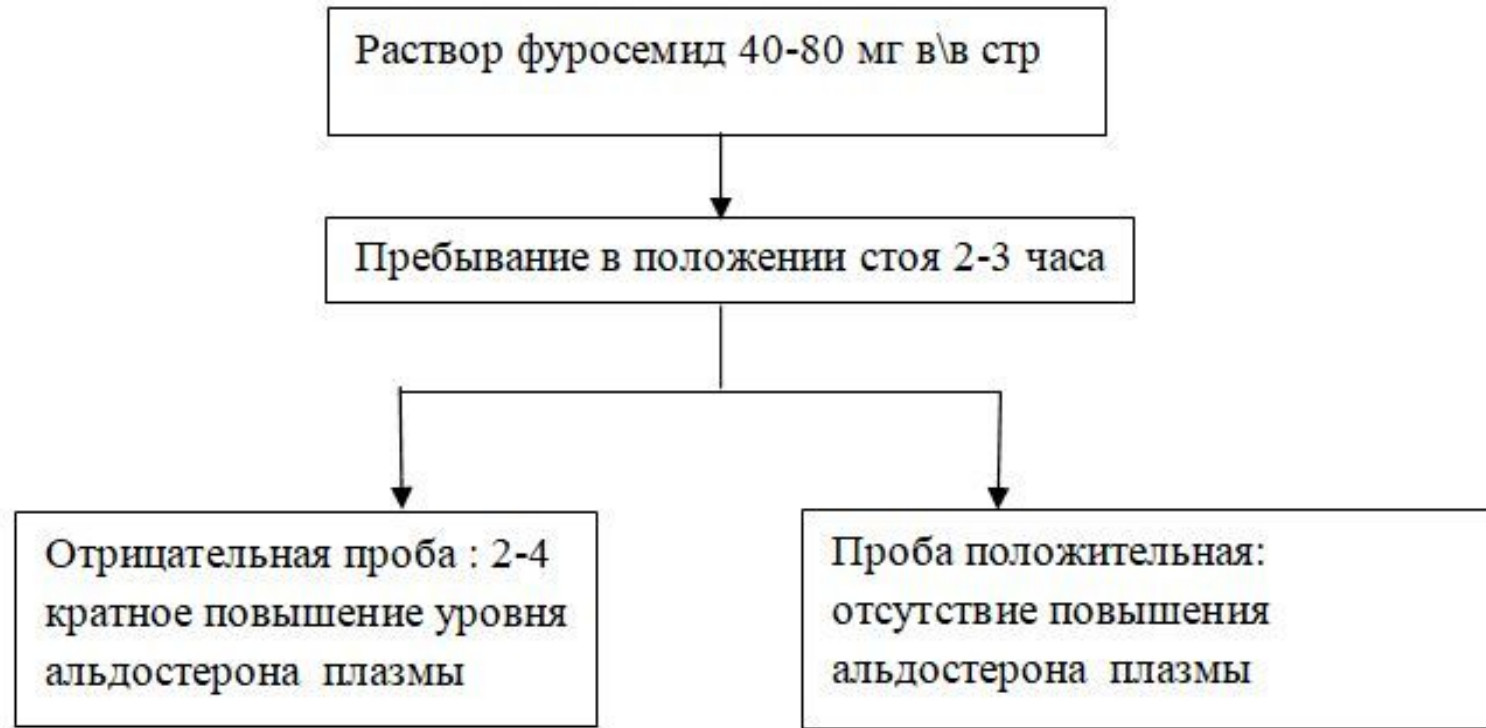 Раствор фуросемид 40-80 мг в\в стр
Пребывание в положении стоя 2-3 часа
Отрицательная проба : 2-4
кратное повышение уровня
альдостерона плазмы
Проба положительная:
отсутствие повышения
альдостерона плазмы